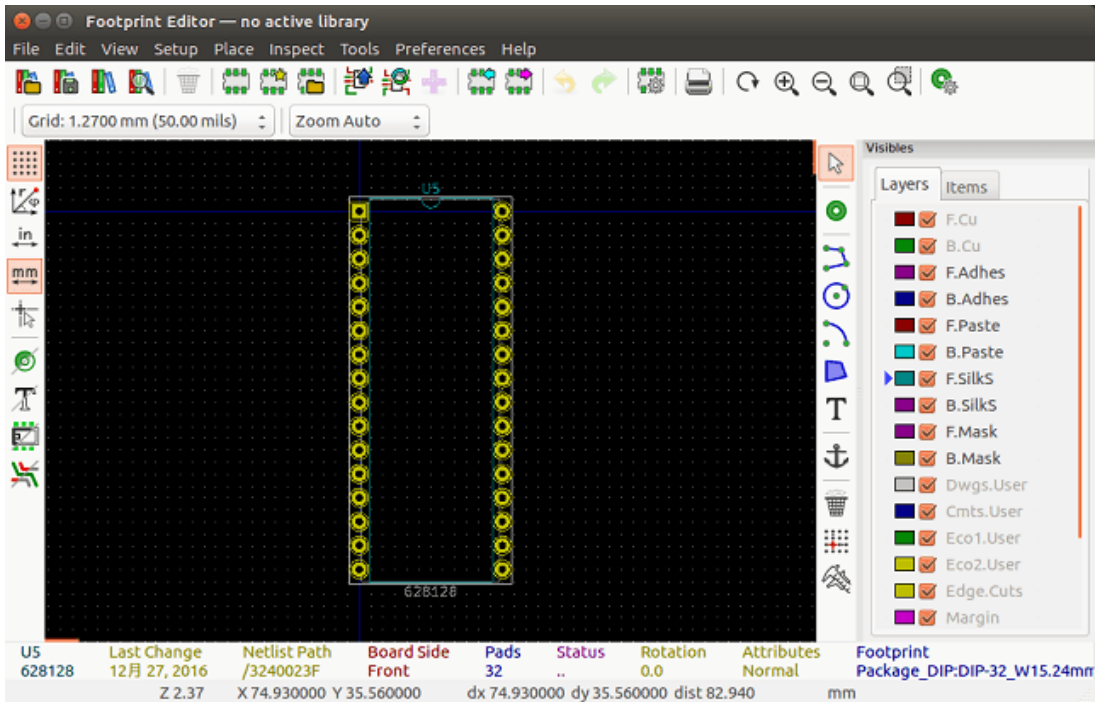 Footprint Editor — no active library
File Edit View Setup Place Inspect Tools Preferences Help
Grid: 1.2700 mm (50.00 mils) Zoom Auto
Visibles
Layers Items
in
mm
U5
628128
T
F.Cu
B.Cu
F.Adhes
B.Adhes
F.Paste
B.Paste
F.SilkS
B.SilkS
F.Mask
B.Mask
Dwgs.User
Cmts.User
Eco1.User
Eco2.User
Edge.Cuts
Margin
U5 Last Change Netlist Path Board Side Pads Status Rotation Attributes Footprint
628128 12月 27, 2016 /3240023F Front 32 .. 0.0 Normal Package_DIP:DIP-32_W15.24mm
Z 2.37 X 74.930000 Y 35.560000 dx 74.930000 dy 35.560000 dist 82.940 mm